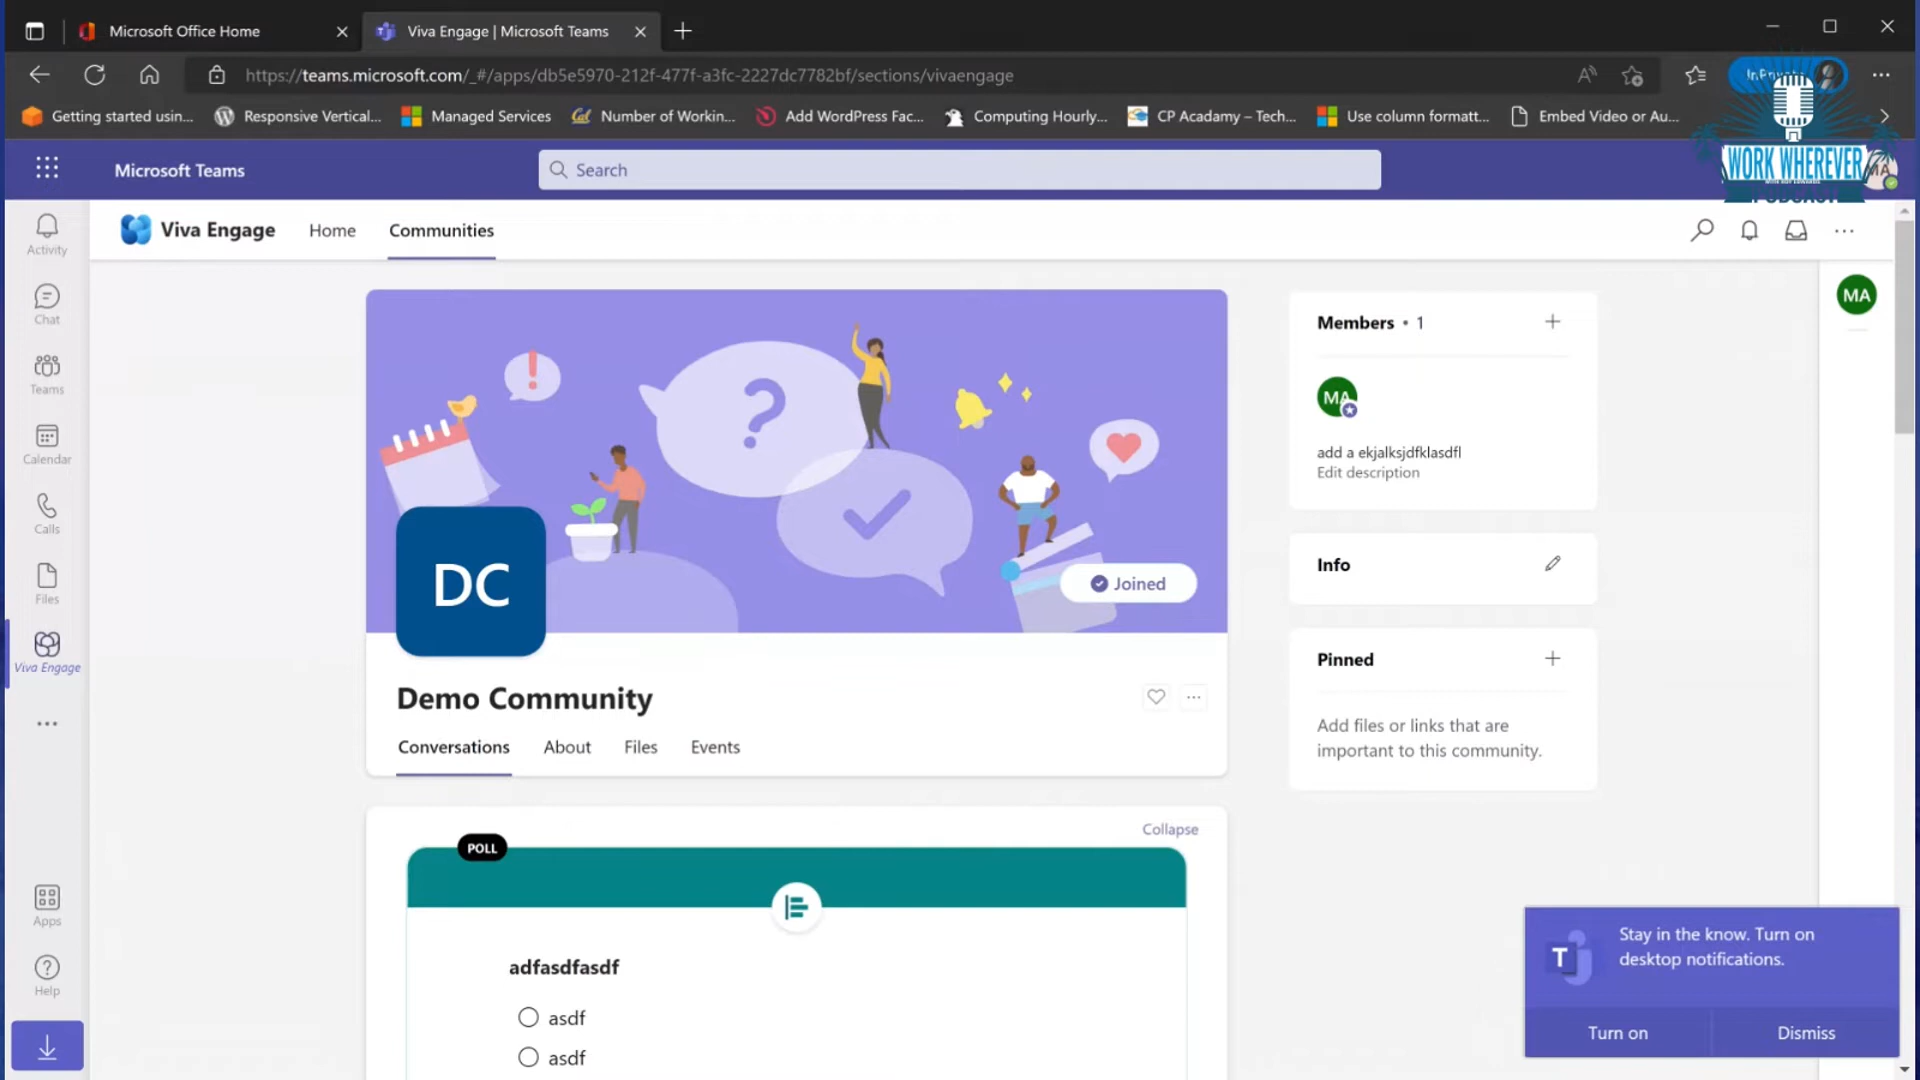 Microsoft Office Home
Viva Engage | Microsoft Teams
https://teams.microsoft.com/_#/apps/db5e5970-212f-477f-a3fc-2227dc7782bf/sections/vivaengage
Getting started usin...
Responsive Vertical...
Managed Services
Cal
Number of Workin...
Add WordPress Fac...
Computing Hourly...
CP Acadamy – Tech...
Use column formatt...
Embed Video or Au...
Microsoft Teams
Search
WORK WHEREVER
PODCAST
Activity
Chat
Teams
Calendar
Calls
Files
Viva Engage
Apps
Help
Viva Engage
Home
Communities
MA
Joined
DC
Demo Community
Conversations
About
Files
Events
Members • 1
MA
add a ekjalksjdfklasdfl
Edit description
Info
Pinned
Add files or links that are
important to this community.
Collapse
POLL
adfasdfasdf
asdf
asdf
T
Stay in the know. Turn on
desktop notifications.
Turn on
Dismiss